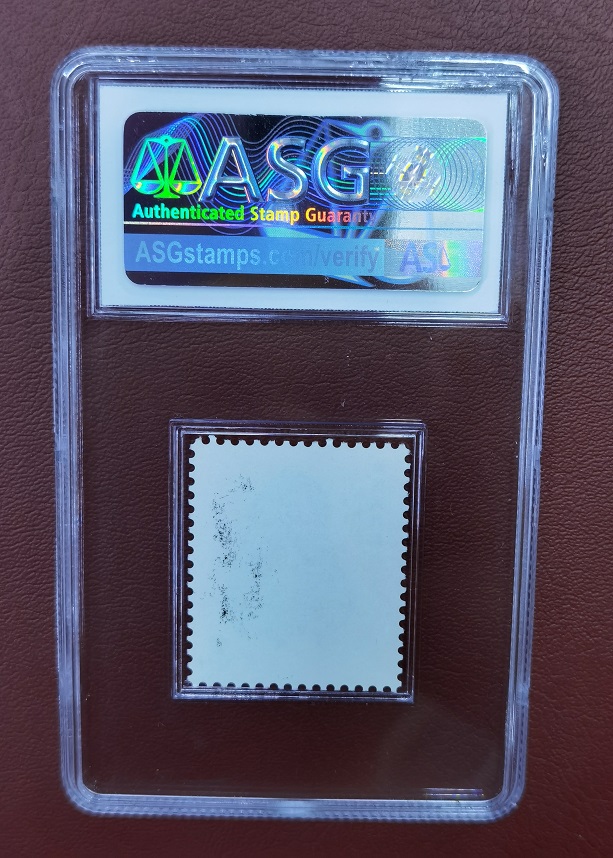 ASG
Authenticated Stamp Guaranty
ASGstamps.com/verify
ASG